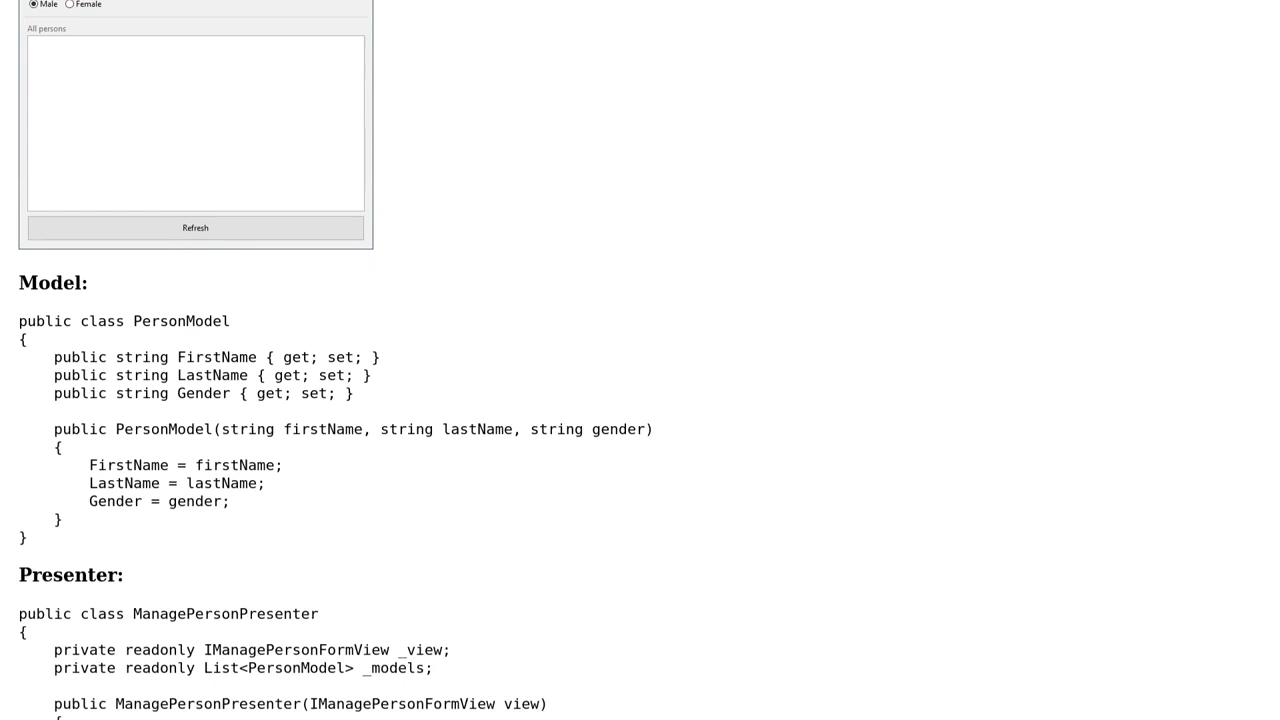 Male Female
All persons
Refresh
Model:
public class PersonModel
{
    public string FirstName { get; set; }
    public string LastName { get; set; }
    public string Gender { get; set; }
    public PersonModel(string firstName, string lastName, string gender)
    {
        FirstName = firstName;
        LastName = lastName;
        Gender = gender;
    }
}
Presenter:
public class ManagePersonPresenter
{
    private readonly IManagePersonFormView _view;
    private readonly List<PersonModel> _models;
    public ManagePersonPresenter(IManagePersonFormView view)
    {